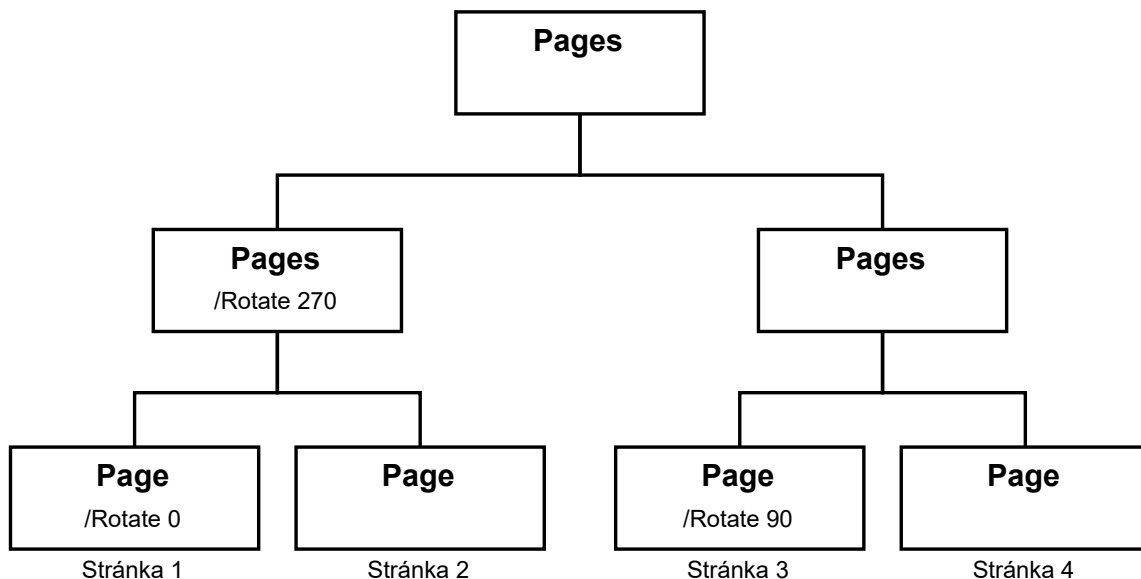 Pages
Pages
/Rotate 270
Pages
Page
/Rotate 0
Page
Page
/Rotate 90
Page
Stránka 1
Stránka 2
Stránka 3
Stránka 4